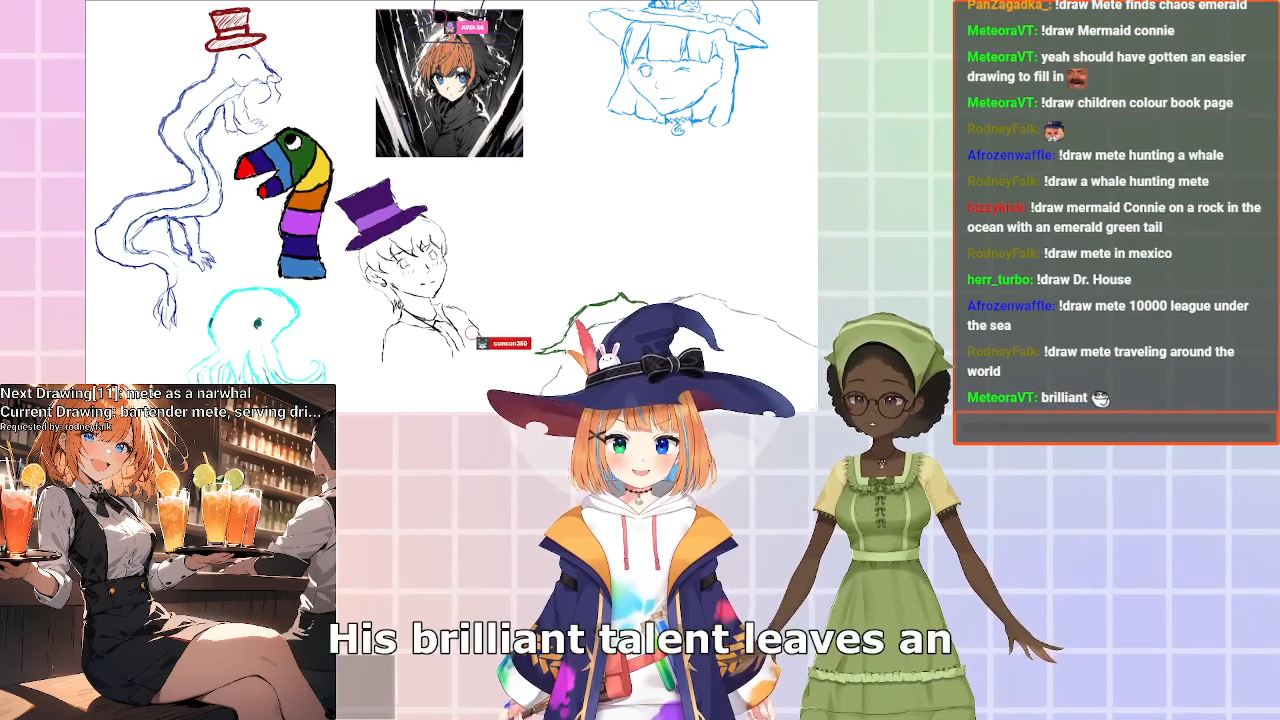 PanZagadka_: !draw Mete finds chaos emerald
MeteoraVT: !draw Mermaid connie
MeteoraVT: yeah should have gotten an easier
drawing to fill in
MeteoraVT: !draw children colour book page
RodneyFalk:
Afrozenwaffle: !draw mete hunting a whale
RodneyFalk: !draw a whale hunting mete
bizzykick: !draw mermaid Connie on a rock in the
ocean with an emerald green tail
RodneyFalk: !draw mete in mexico
herr_turbo: !draw Dr. House
Afrozenwaffle: !draw mete 10000 league under
the sea
RodneyFalk: !draw mete traveling around the
world
MeteoraVT: brilliant
concon350
Next Drawing[11]: mete as a narwhal
Current Drawing: bartender mete, serving dri...
Requested by: rodneyfalk
His brilliant talent leaves an